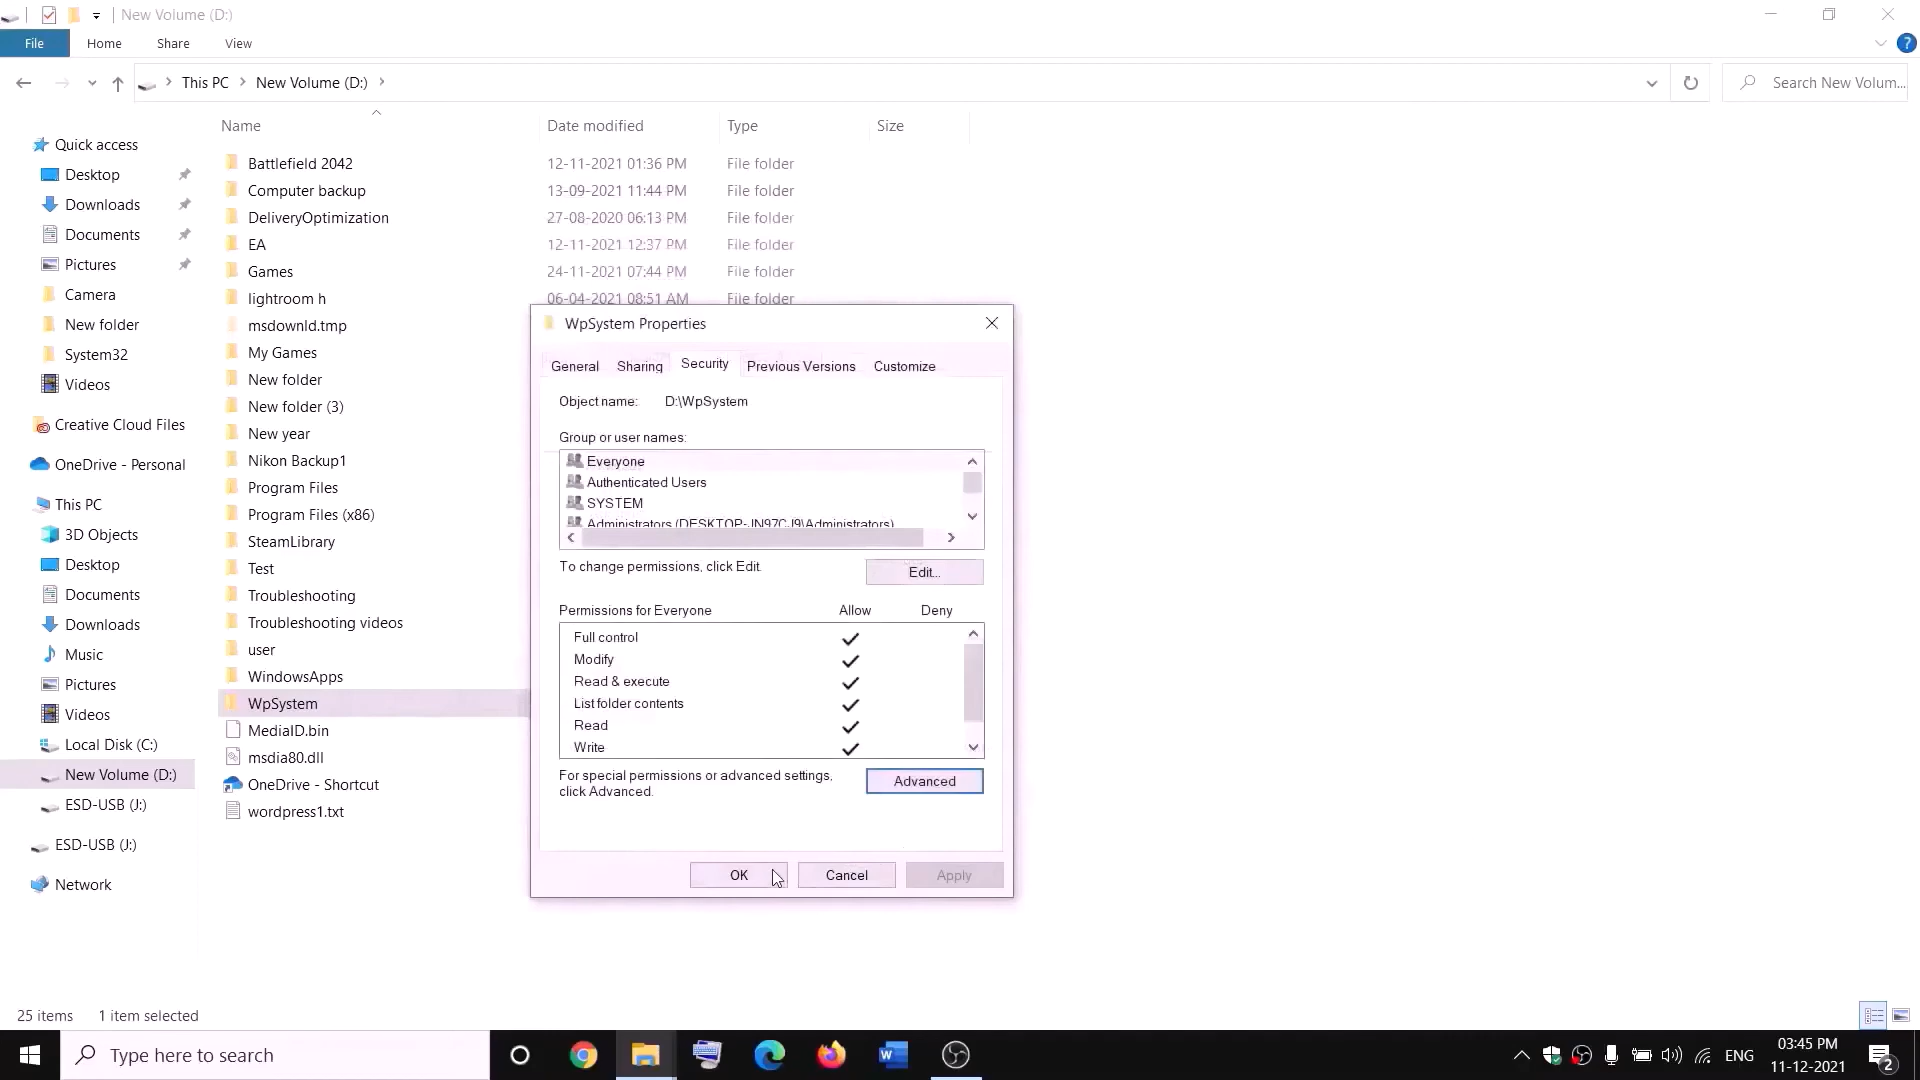 New Volume (D:)
File Home Share View
This PC New Volume (D:) Search New Volum...
Name Date modified Type Size
Quick access
Desktop
Downloads
Documents
Pictures
Camera
New folder
System32
Videos
Creative Cloud Files
OneDrive - Personal
This PC
3D Objects
Desktop
Documents
Downloads
Music
Pictures
Videos
Local Disk (C:)
New Volume (D:)
ESD-USB (J:)
ESD-USB (J:)
Network
Battlefield 2042 12-11-2021 01:36 PM File folder
Computer backup 13-09-2021 11:44 PM File folder
DeliveryOptimization 27-08-2020 06:13 PM File folder
EA 12-11-2021 12:37 PM File folder
Games 24-11-2021 07:44 PM File folder
lightroom h 06-04-2021 08:51 AM File folder
msdownld.tmp
My Games
New folder
New folder (3)
New year
Nikon Backup1
Program Files
Program Files (x86)
SteamLibrary
Test
Troubleshooting
Troubleshooting videos
user
WindowsApps
WpSystem
MediaID.bin
msdia80.dll
OneDrive - Shortcut
wordpress1.txt
WpSystem Properties
General Sharing Security Previous Versions Customize
Object name: D:\WpSystem
Group or user names:
Everyone
Authenticated Users
SYSTEM
Administrators (DESKTOP-JN97CJ9\Administrators)
To change permissions, click Edit.
Edit...
Permissions for Everyone Allow Deny
Full control
Modify
Read & execute
List folder contents
Read
Write
For special permissions or advanced settings,
click Advanced.
Advanced
OK Cancel Apply
25 items 1 item selected
Type here to search
ENG
03:45 PM
11-12-2021
2